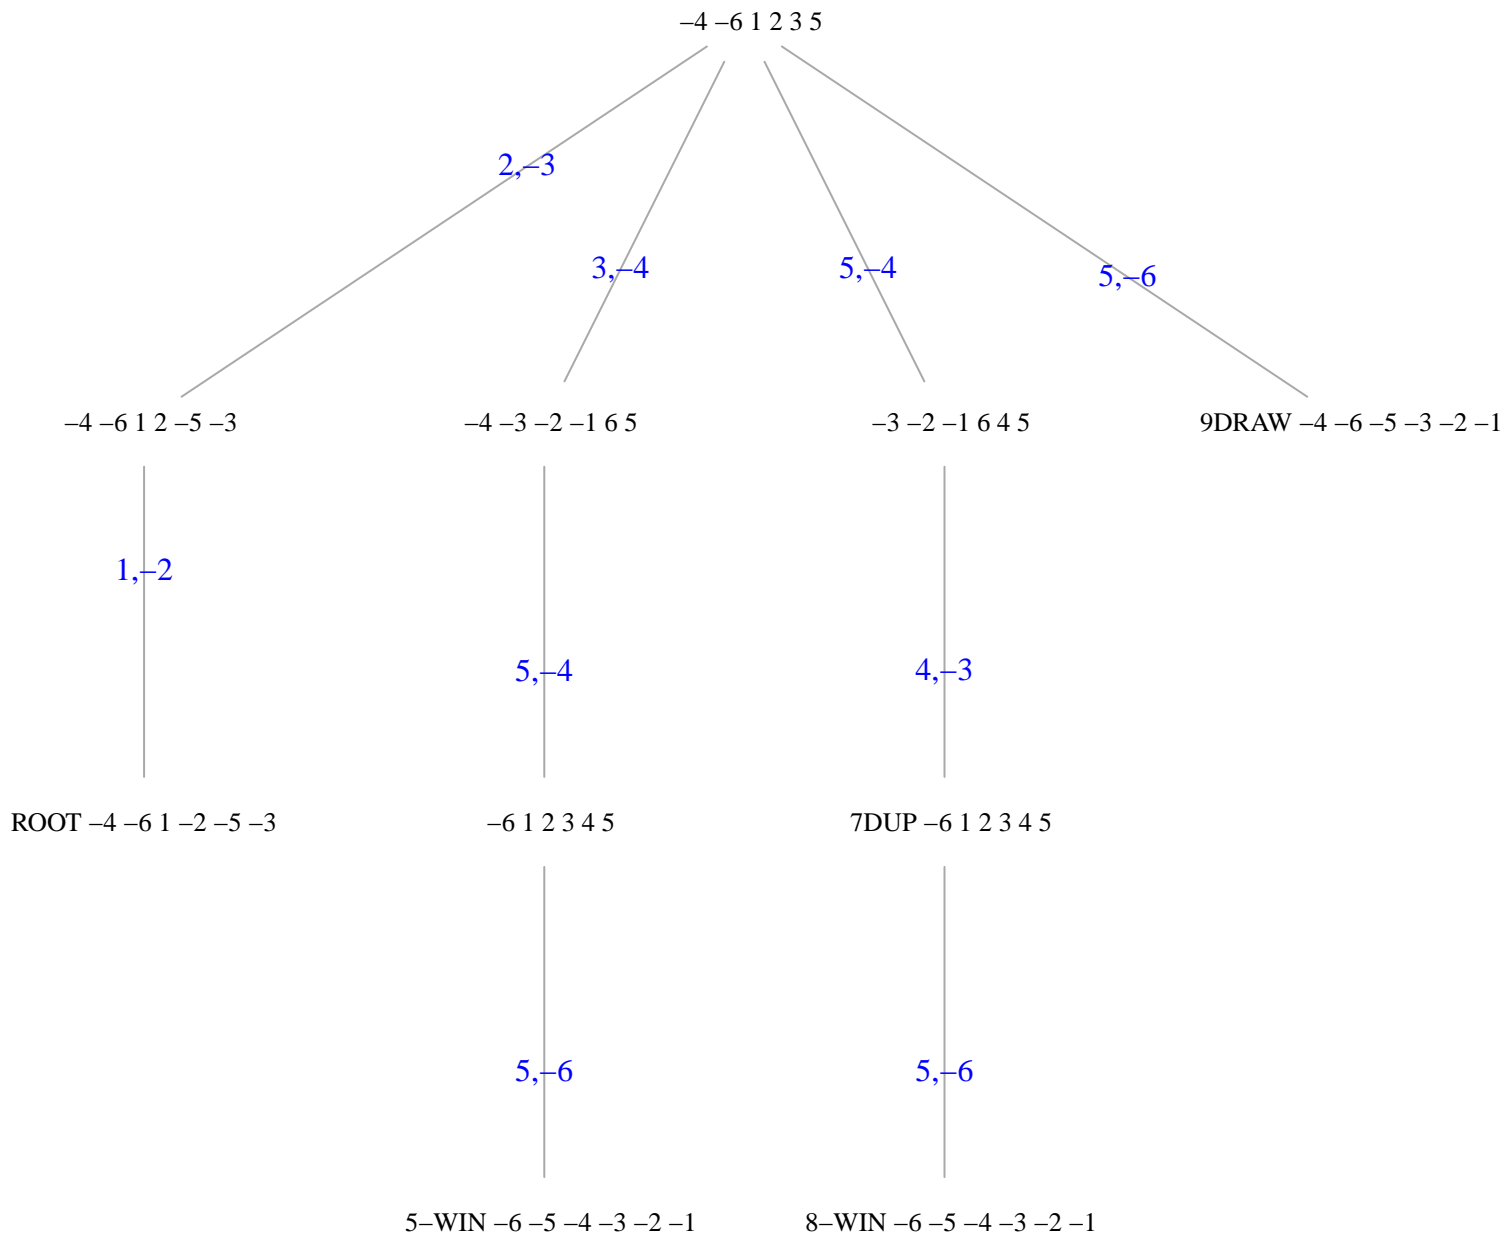 –4 –6 1 2 3 5
2,–3
3,–4
5,–4
5,–6
–4 –6 1 2 –5 –3
–4 –3 –2 –1 6 5
–3 –2 –1 6 4 5
9DRAW –4 –6 –5 –3 –2 –1
1,–2
5,–4
4,–3
ROOT –4 –6 1 –2 –5 –3
–6 1 2 3 4 5
7DUP –6 1 2 3 4 5
5,–6
5,–6
5–WIN –6 –5 –4 –3 –2 –1
8–WIN –6 –5 –4 –3 –2 –1